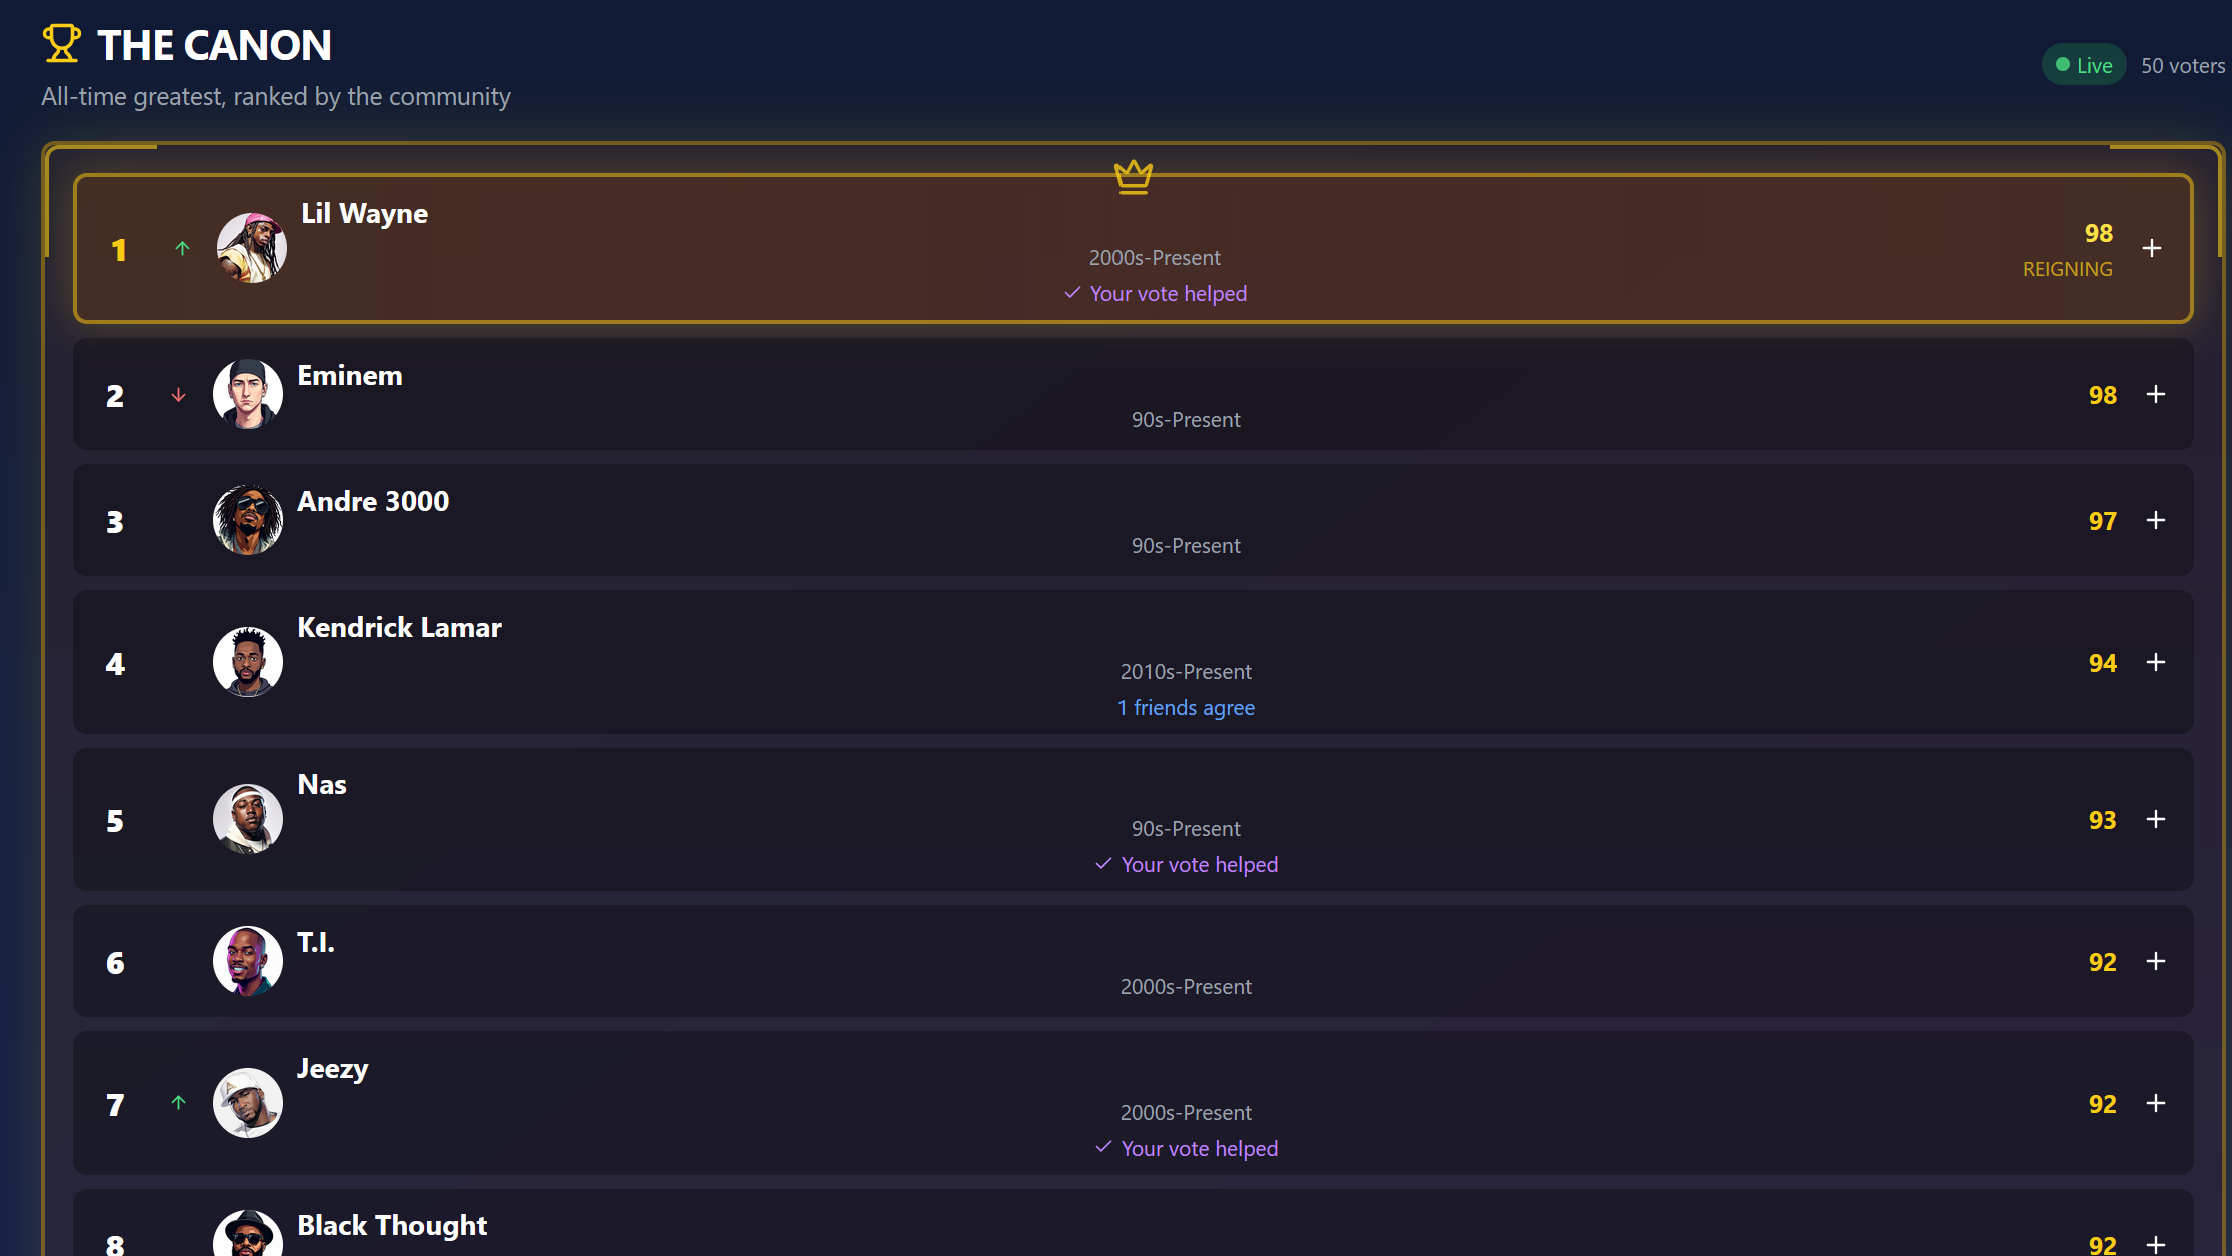 THE CANON
All-time greatest, ranked by the community
Live
50 voters
1
Lil Wayne
2000s-Present
Your vote helped
98
REIGNING
2
Eminem
90s-Present
98
3
Andre 3000
90s-Present
97
4
Kendrick Lamar
2010s-Present
1 friends agree
94
5
Nas
90s-Present
Your vote helped
93
6
T.I.
2000s-Present
92
7
Jeezy
2000s-Present
Your vote helped
92
8
Black Thought
92